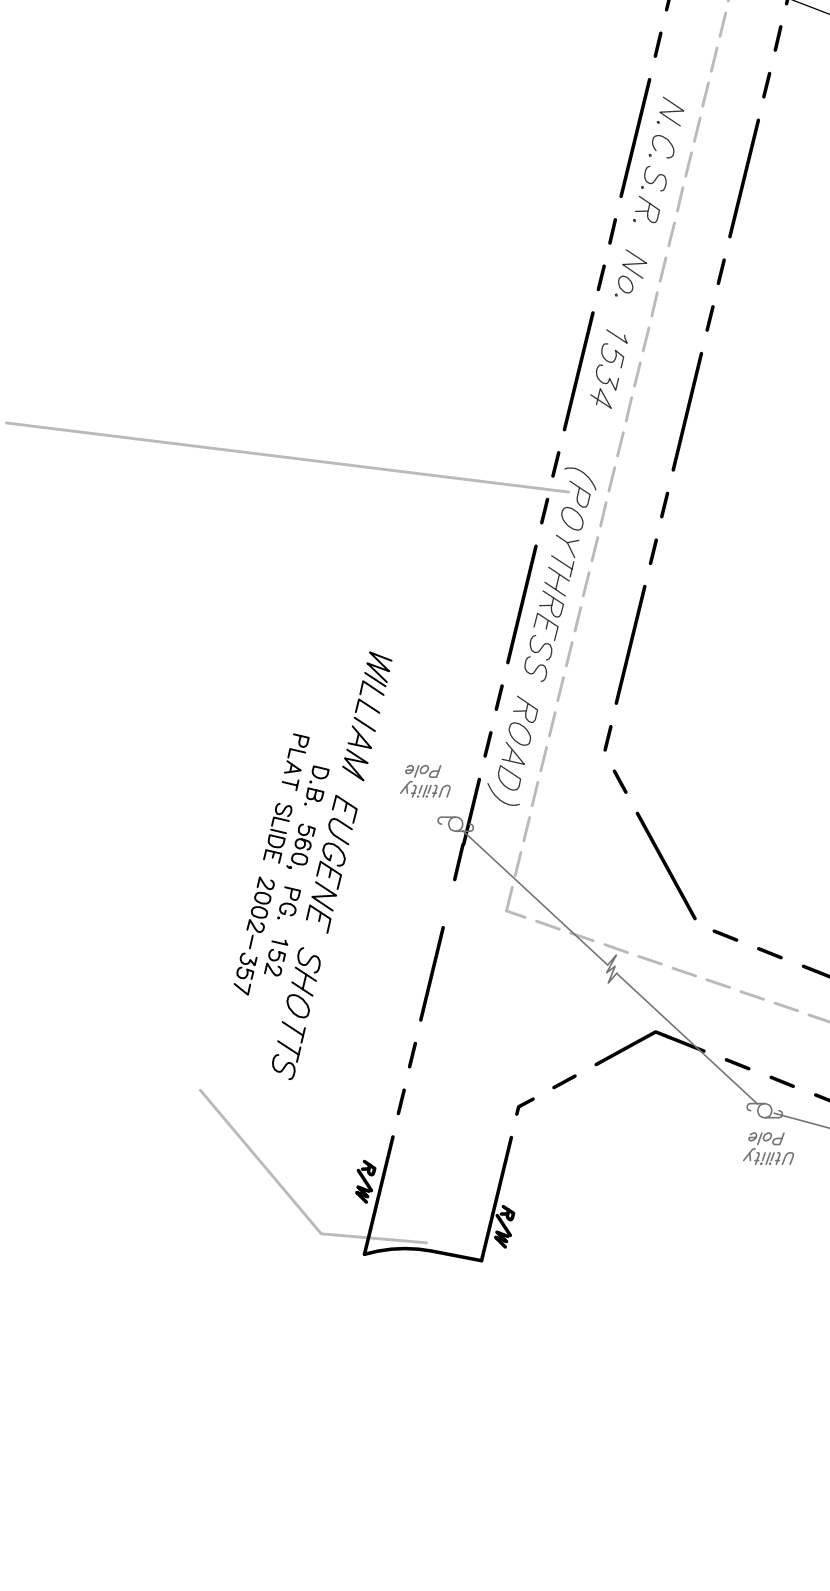 N.C.S.R. No. 1534 (POYTHRESS ROAD)
WILLIAM EUGENE SHOTTS
D.B. 560, PG. 152
PLAT SLIDE 2002-357
Utility
Pole
Utility
Pole
R/W
R/W